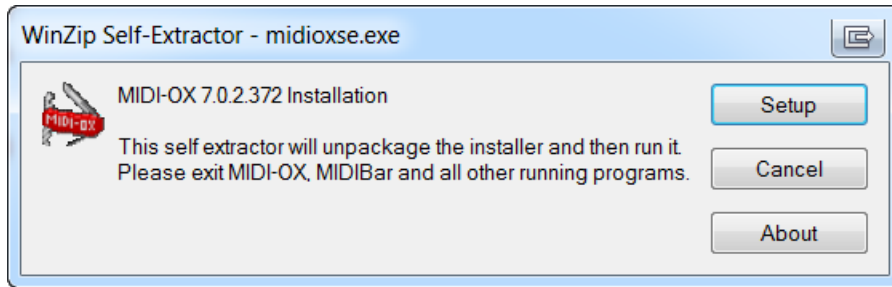 WinZip Self-Extractor - midioxse.exe
MIDI-OX 7.0.2.372 Installation
MIDI-OX
This self extractor will unpackage the installer and then run it.
Please exit MIDI-OX, MIDIBar and all other running programs.
Setup
Cancel
About